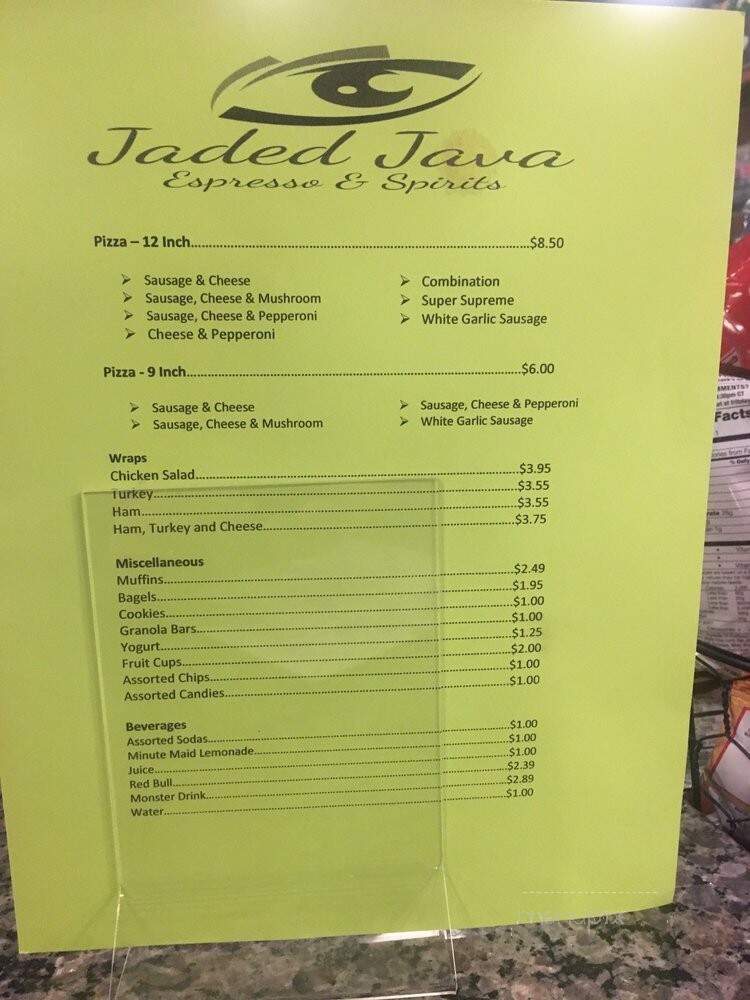 Jaded Java
Espresso & Spirits
Pizza – 12 Inch.....$8.50
➢ Sausage & Cheese
➢ Sausage, Cheese & Mushroom
➢ Sausage, Cheese & Pepperoni
➢ Cheese & Pepperoni
➢ Combination
➢ Super Supreme
➢ White Garlic Sausage
Pizza - 9 Inch.....$6.00
➢ Sausage & Cheese
➢ Sausage, Cheese & Mushroom
➢ Sausage, Cheese & Pepperoni
➢ White Garlic Sausage
Wraps
Chicken Salad.....$3.95
Turkey.....$3.55
Ham.....$3.55
Ham, Turkey and Cheese.....$3.75
Miscellaneous
Muffins.....$2.49
Bagels.....$1.95
Cookies.....$1.00
Granola Bars.....$1.00
Yogurt.....$1.25
Fruit Cups.....$2.00
Assorted Chips.....$1.00
Assorted Candies.....$1.00
Beverages
Assorted Sodas.....$1.00
Minute Maid Lemonade.....$1.00
Juice.....$1.00
Red Bull.....$2.39
Monster Drink.....$2.89
Water.....$1.00
Facts